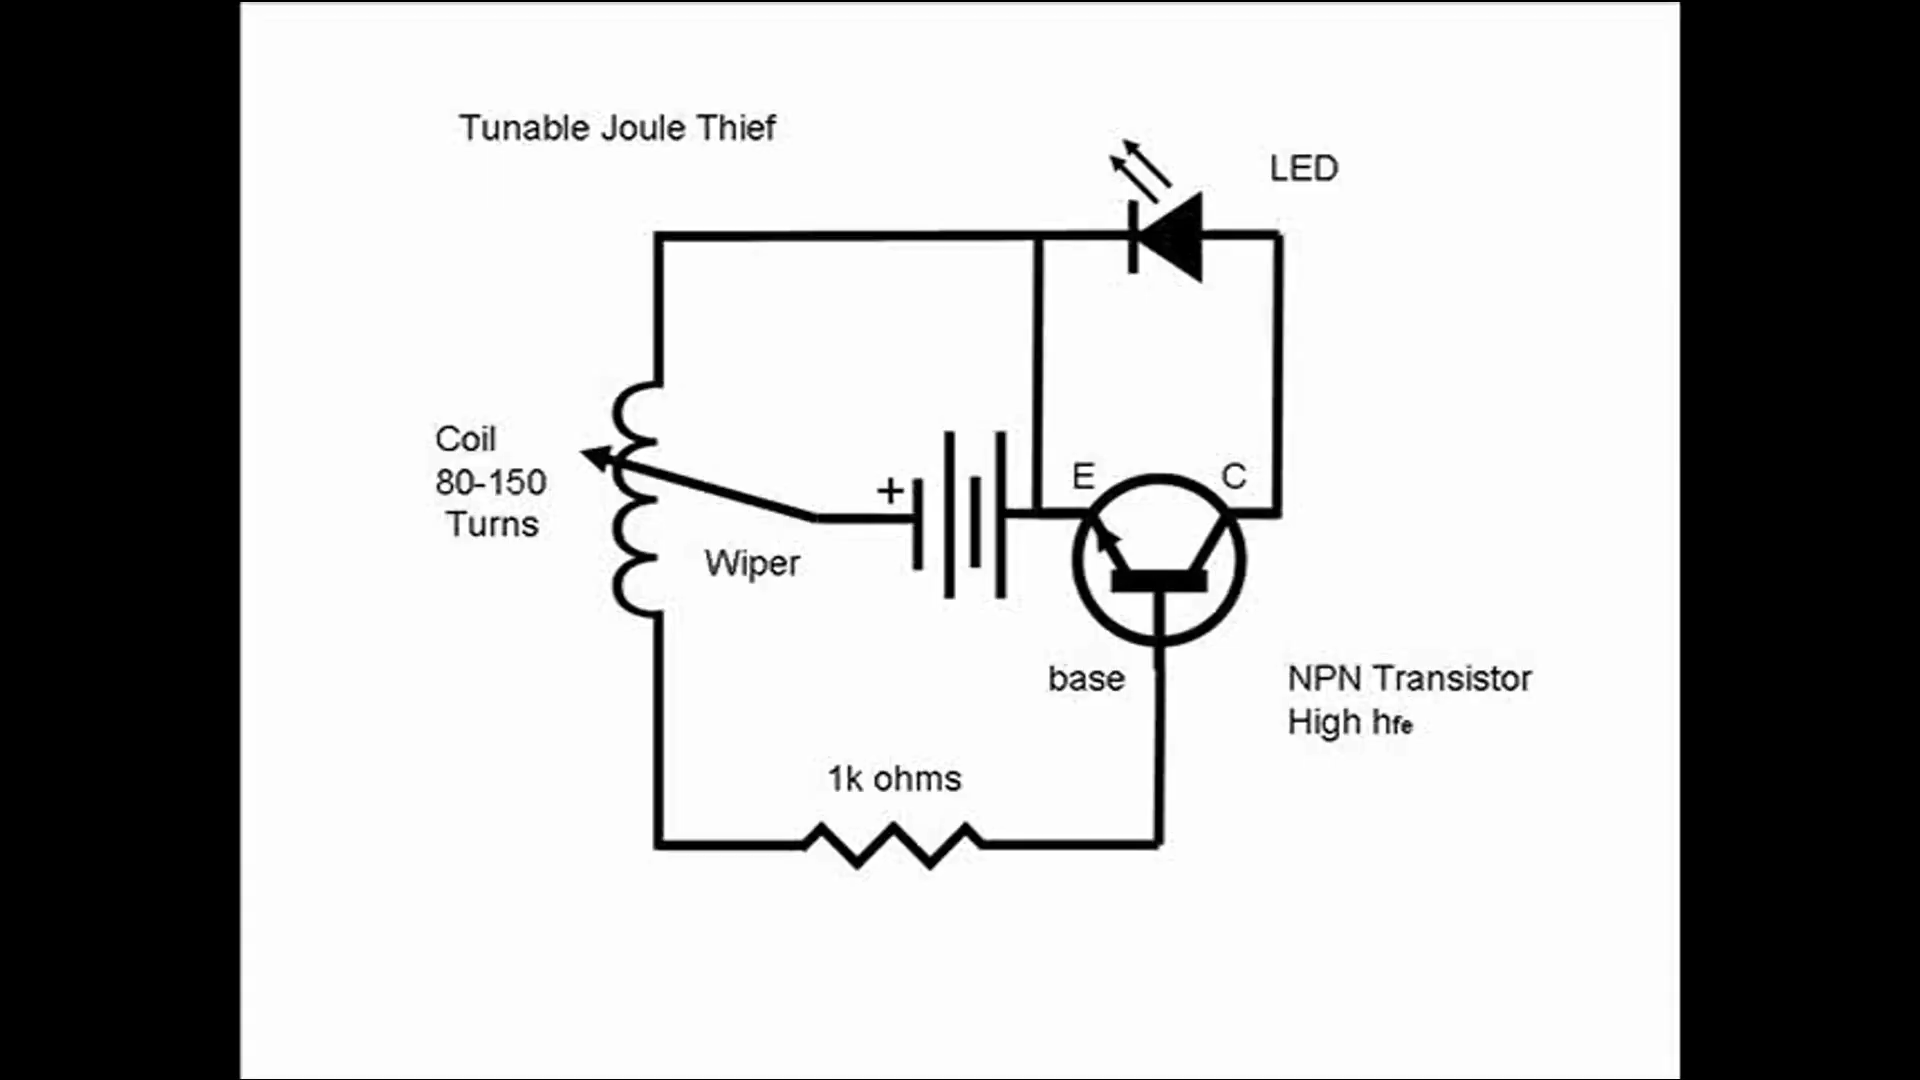 Tunable Joule Thief
LED
Coil
80-150
Turns
+
E
C
Wiper
base
NPN Transistor
High hfe
1k ohms